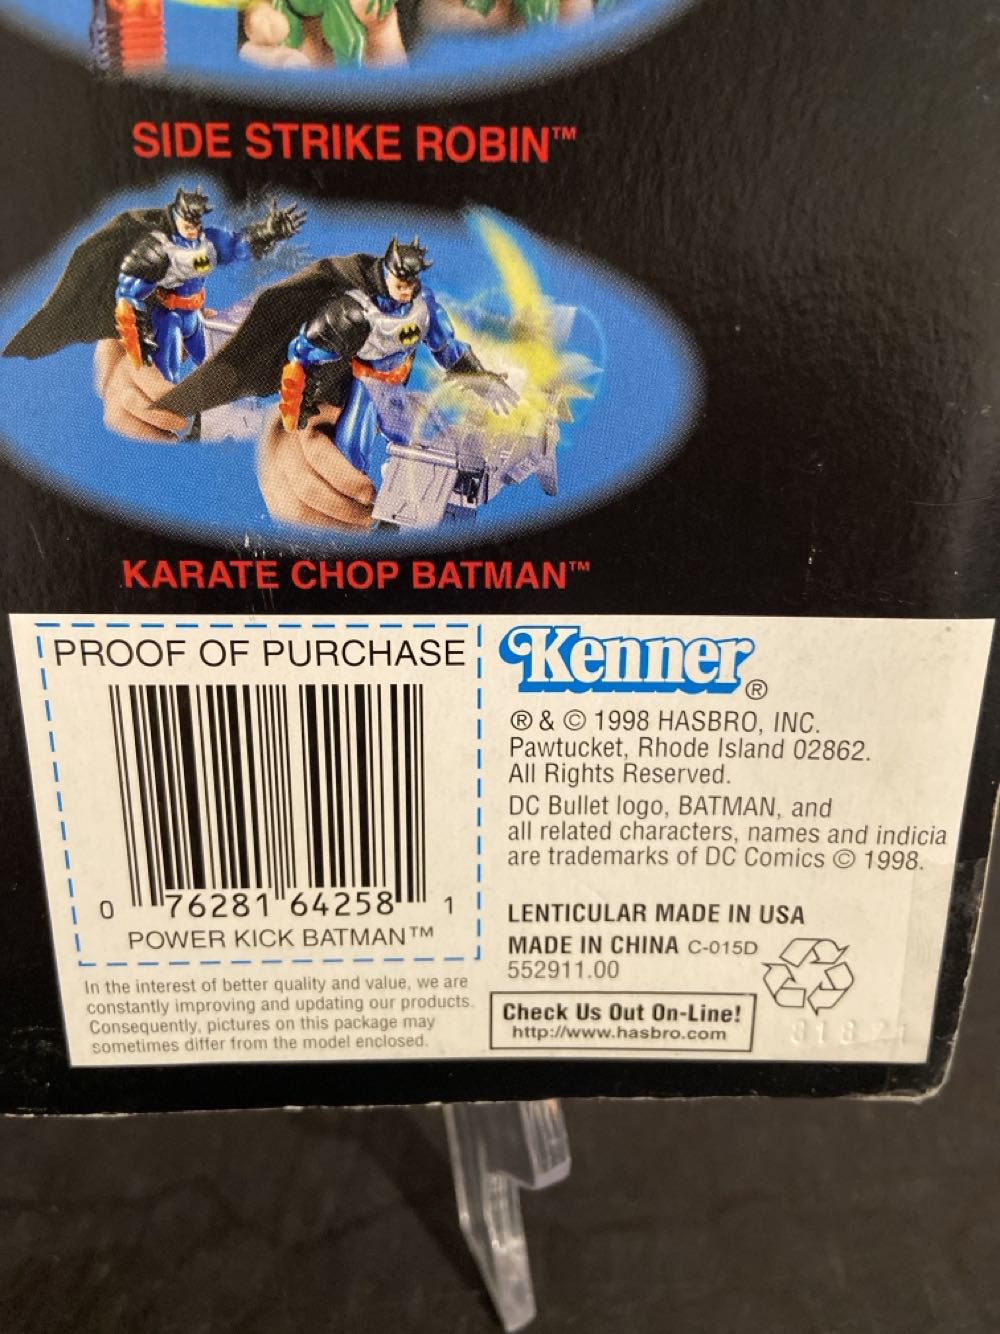 SIDE STRIKE ROBIN™
KARATE CHOP BATMAN™
PROOF OF PURCHASE
0 76281 64258 1
POWER KICK BATMAN™
In the interest of better quality and value, we are
constantly improving and updating our products.
Consequently, pictures on this package may
sometimes differ from the model enclosed.
Kenner®
® & © 1998 HASBRO, INC.
Pawtucket, Rhode Island 02862.
All Rights Reserved.
DC Bullet logo, BATMAN, and
all related characters, names and indicia
are trademarks of DC Comics © 1998.
LENTICULAR MADE IN USA
MADE IN CHINA C-015D
552911.00
Check Us Out On-Line!
http://www.hasbro.com